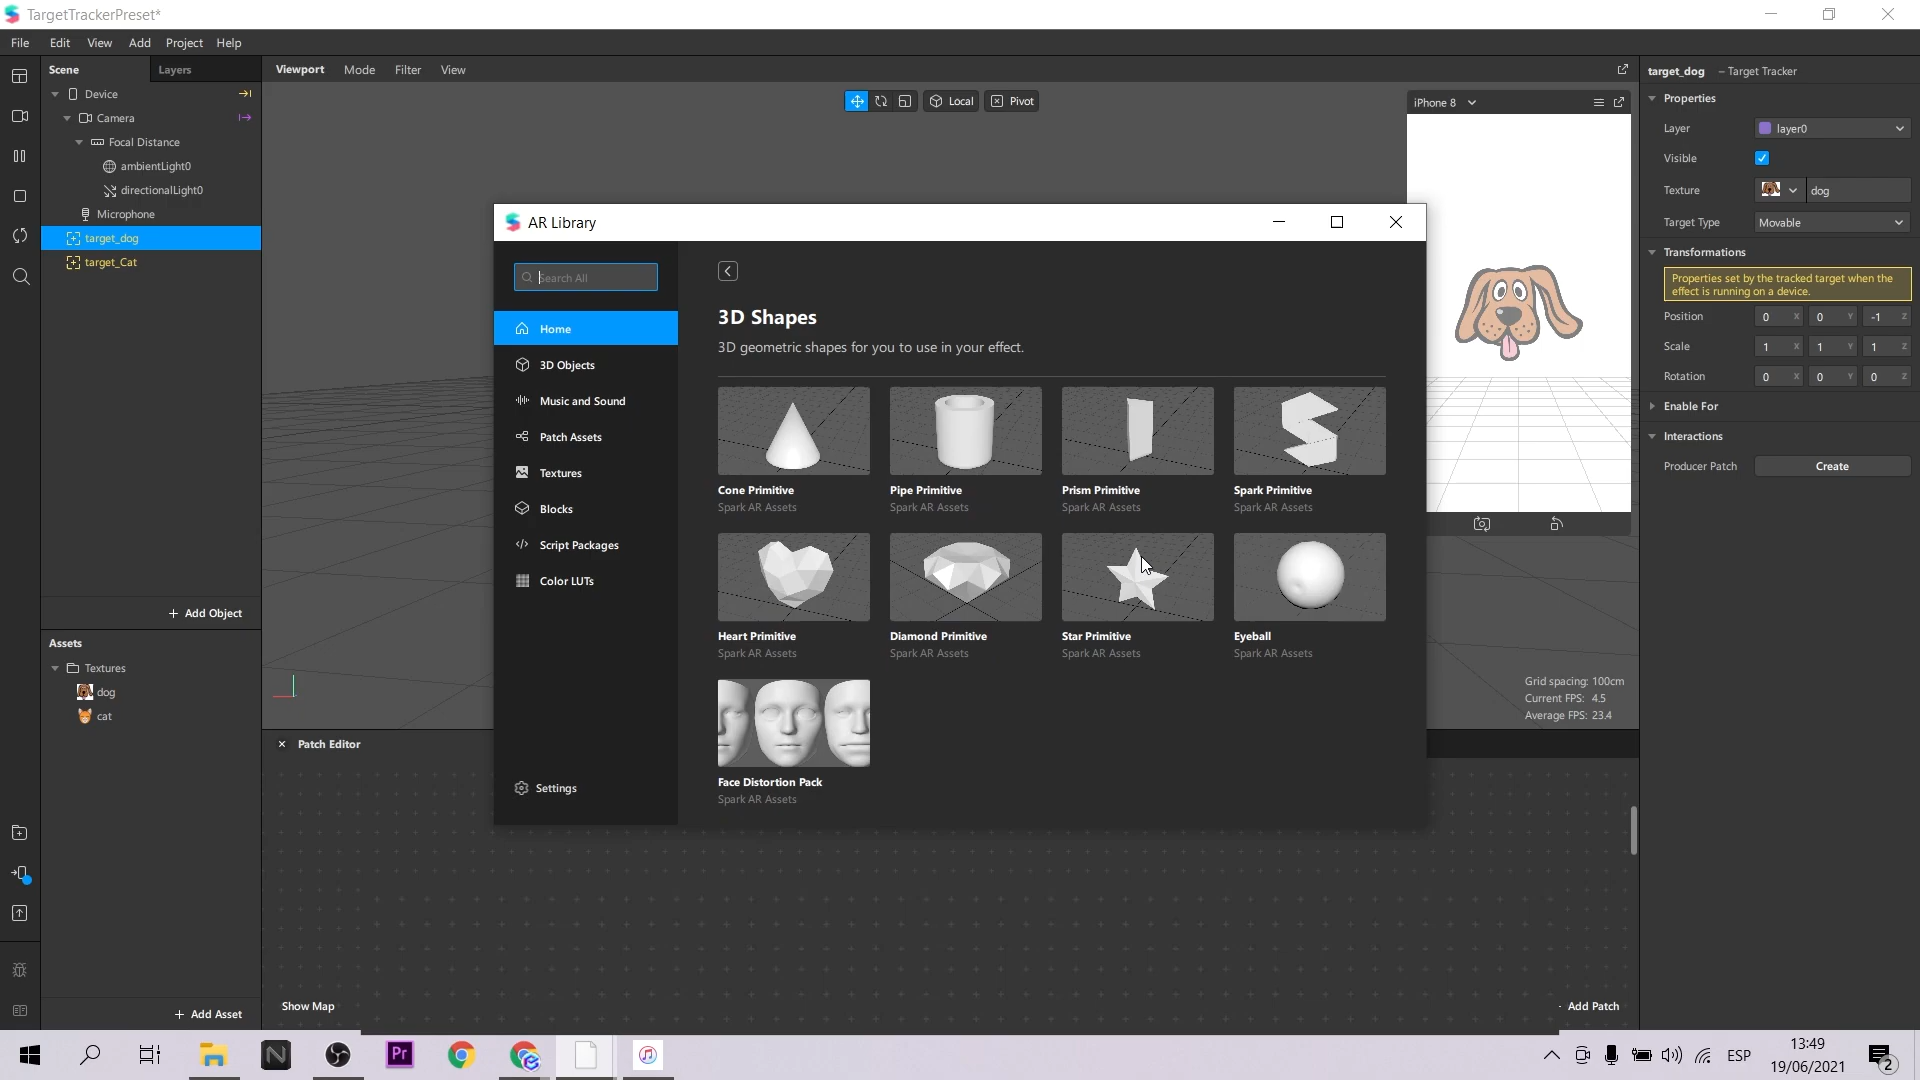 TargetTrackerPreset*
File Edit View Add Project Help
Scene Layers
Device
Camera
Focal Distance
ambientLight0
directionalLight0
Microphone
target_dog
target_Cat
+ Add Object
Assets
Textures
dog
cat
+ Add Asset
Viewport Mode Filter View
Local Pivot
iPhone 8
AR Library
Search All
Home
3D Objects
Music and Sound
Patch Assets
Textures
Blocks
Script Packages
Color LUTs
Settings
3D Shapes
3D geometric shapes for you to use in your effect.
Cone Primitive
Spark AR Assets
Pipe Primitive
Spark AR Assets
Prism Primitive
Spark AR Assets
Spark Primitive
Spark AR Assets
Heart Primitive
Spark AR Assets
Diamond Primitive
Spark AR Assets
Star Primitive
Spark AR Assets
Eyeball
Spark AR Assets
Face Distortion Pack
Spark AR Assets
Grid spacing: 100cm
Current FPS: 4.5
Average FPS: 23.4
Patch Editor
Show Map
Add Patch
target_dog – Target Tracker
Properties
Layer layer0
Visible
Texture dog
Target Type Movable
Transformations
Properties set by the tracked target when the
effect is running on a device.
Position 0 X 0 Y -1 Z
Scale 1 X 1 Y 1 Z
Rotation 0 X 0 Y 0 Z
Enable For
Interactions
Producer Patch Create
N
Pr
ESP
13:49
19/06/2021
2